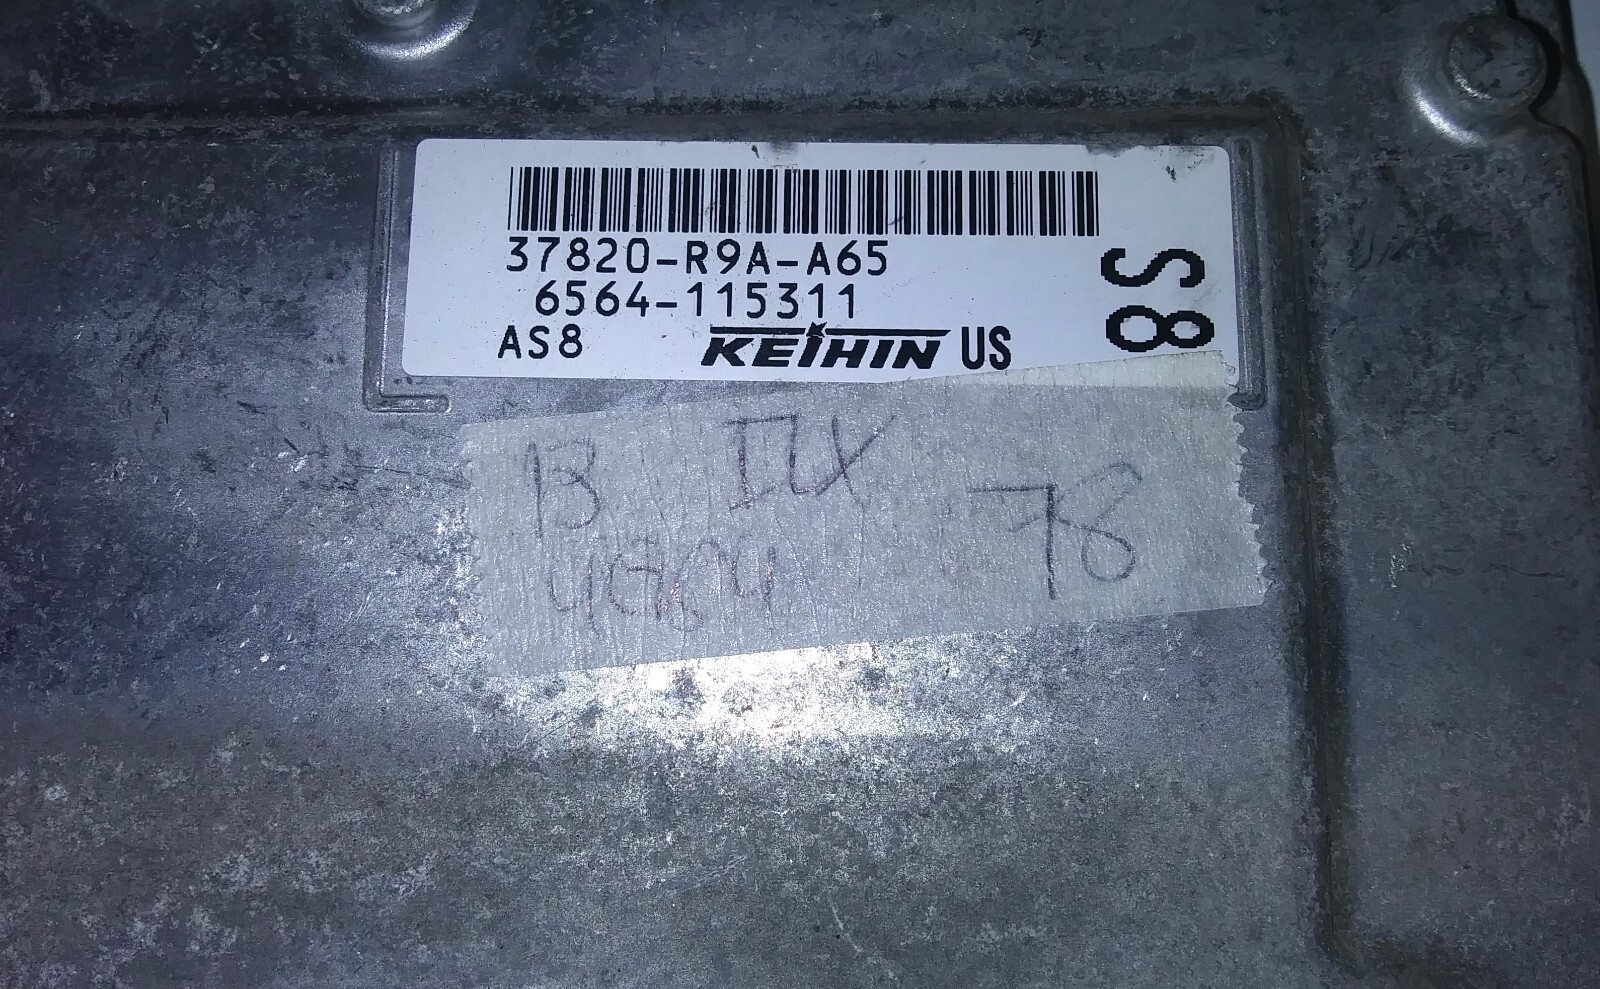 37820-R9A-A65
6564-115311
AS8 KEIHIN US
S8
13 ILX
78